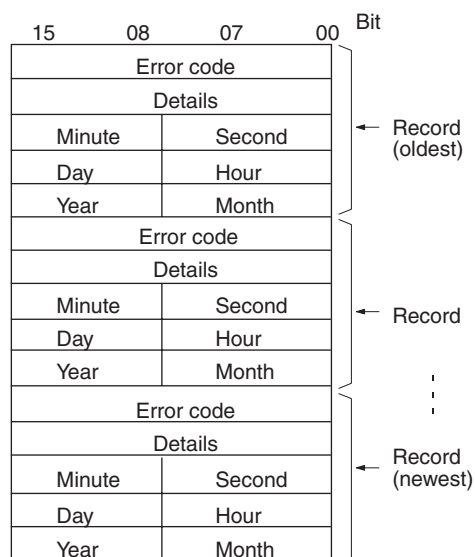 15 08 07 00 Bit
Error code
Details
Minute Second
Day Hour
Year Month
Record
(oldest)
Error code
Details
Minute Second
Day Hour
Year Month
Record
Error code
Details
Minute Second
Day Hour
Year Month
Record
(newest)